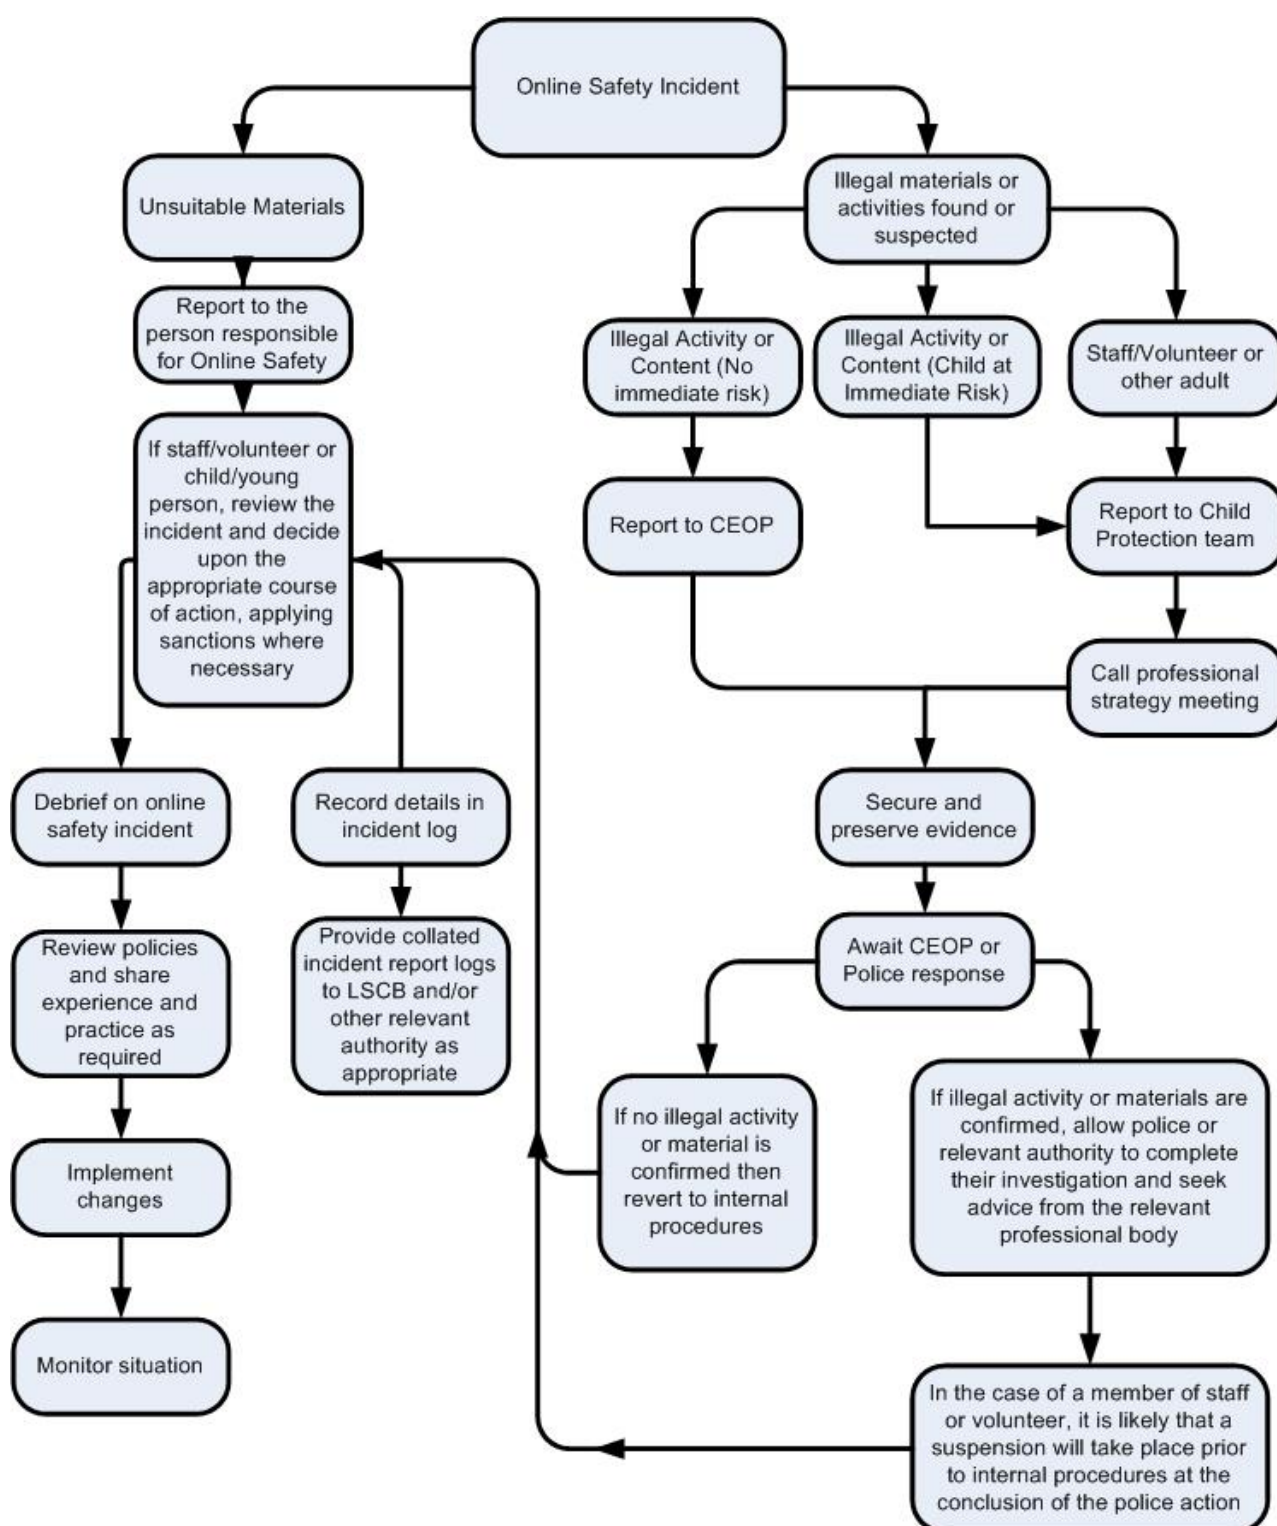 Online Safety Incident
Unsuitable Materials
Illegal materials or
activities found or
suspected
Report to the
person responsible
for Online Safety
Illegal Activity or
Content (No
immediate risk)
Illegal Activity or
Content (Child at
Immediate Risk)
Staff/Volunteer or
other adult
If staff/volunteer or
child/young
person, review the
incident and decide
upon the
appropriate course
of action, applying
sanctions where
necessary
Report to CEOP
Report to Child
Protection team
Call professional
strategy meeting
Debrief on online
safety incident
Record details in
incident log
Secure and
preserve evidence
Review policies
and share
experience and
practice as
required
Provide collated
incident report logs
to LSCB and/or
other relevant
authority as
appropriate
Await CEOP or
Police response
If no illegal activity
or material is
confirmed then
revert to internal
procedures
If illegal activity or materials are
confirmed, allow police or
relevant authority to complete
their investigation and seek
advice from the relevant
professional body
Implement
changes
Monitor situation
In the case of a member of staff
or volunteer, it is likely that a
suspension will take place prior
to internal procedures at the
conclusion of the police action